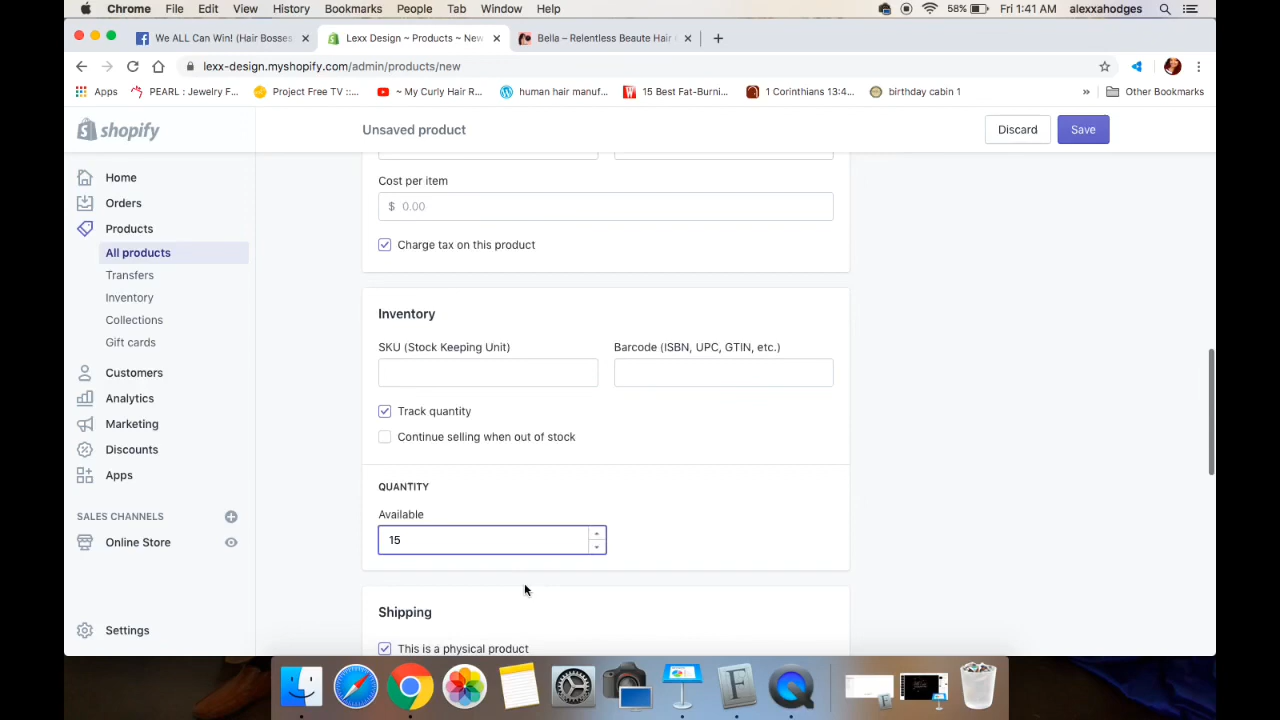 Chrome File Edit View History Bookmarks People Tab Window Help 58% Fri 1:41 AM alexxahodges
We ALL Can Win! (Hair Bosses Lexx Design ~ Products ~ New Bella – Relentless Beaute Hair
lexx-design.myshopify.com/admin/products/new
Apps PEARL : Jewelry F... Project Free TV ::... ~ My Curly Hair R... human hair manuf... 15 Best Fat-Burni... 1 Corinthians 13:4... birthday cabin 1 » Other Bookmarks
shopify
Unsaved product
Discard
Save
Home
Orders
Products
All products
Transfers
Inventory
Collections
Gift cards
Customers
Analytics
Marketing
Discounts
Apps
SALES CHANNELS
Online Store
Settings
Cost per item
$ 0.00
Charge tax on this product
Inventory
SKU (Stock Keeping Unit) Barcode (ISBN, UPC, GTIN, etc.)
Track quantity
Continue selling when out of stock
QUANTITY
Available
15
Shipping
This is a physical product